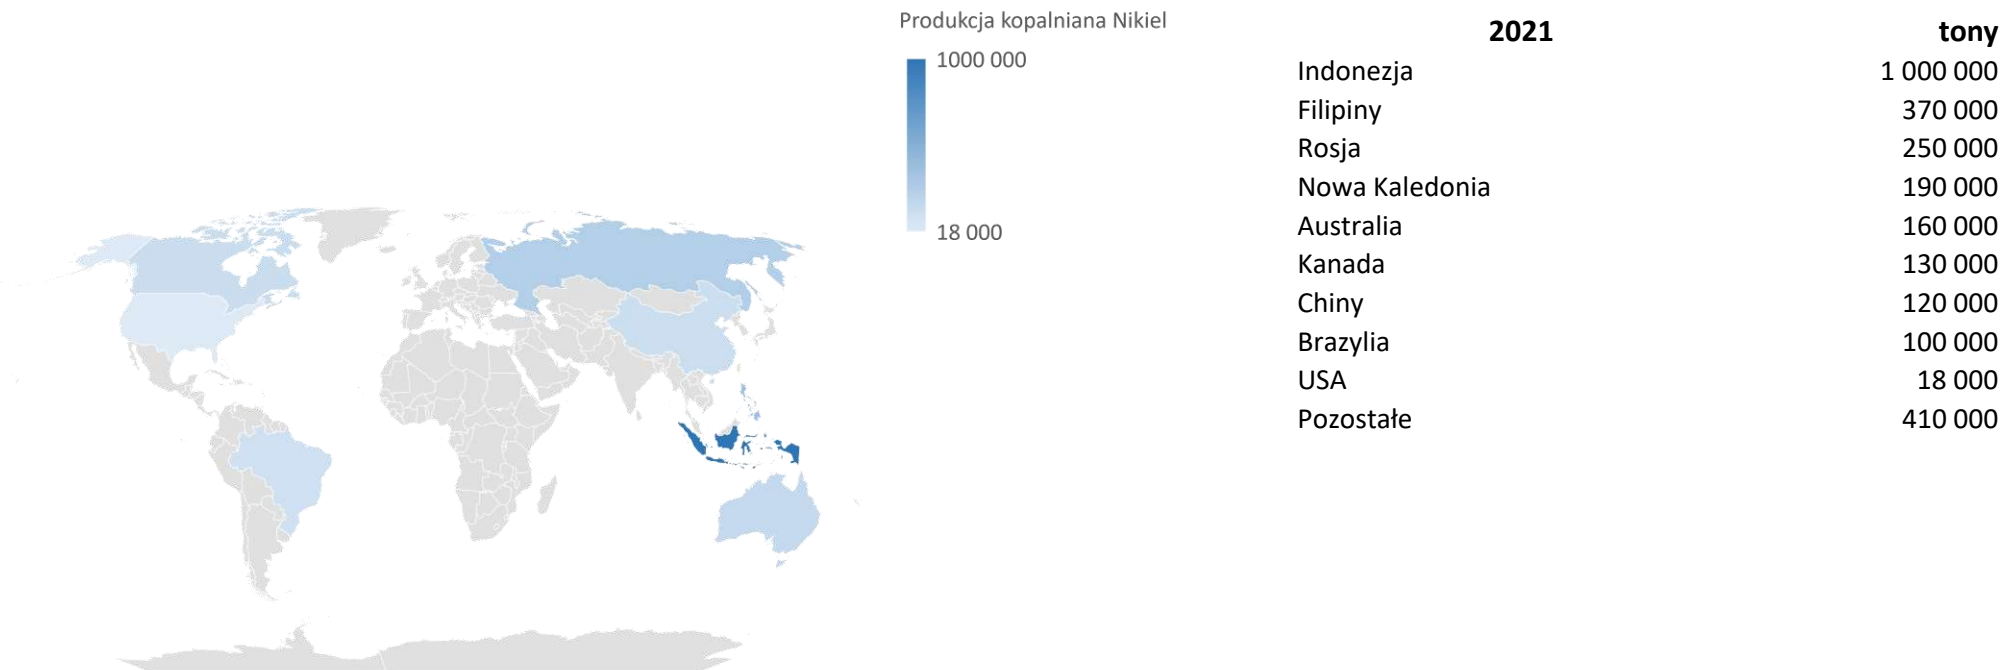 Produkcja kopalniana Nikiel
1000 000
18 000
2021 tony
Indonezja 1 000 000
Filipiny 370 000
Rosja 250 000
Nowa Kaledonia 190 000
Australia 160 000
Kanada 130 000
Chiny 120 000
Brazylia 100 000
USA 18 000
Pozostałe 410 000